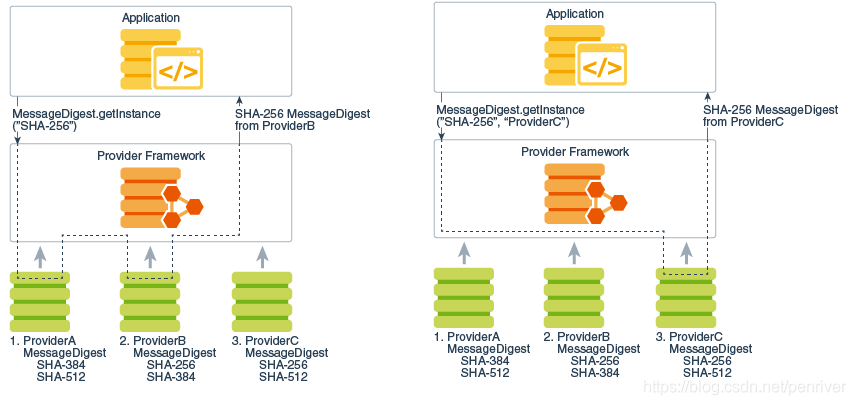 Application
MessageDigest.getInstance
("SHA-256")
SHA-256 MessageDigest
from ProviderB
Provider Framework
1. ProviderA
MessageDigest
SHA-384
SHA-512
2. ProviderB
MessageDigest
SHA-256
SHA-384
3. ProviderC
MessageDigest
SHA-256
SHA-512
Application
MessageDigest.getInstance
("SHA-256", “ProviderC")
SHA-256 MessageDigest
from ProviderC
Provider Framework
1. ProviderA
MessageDigest
SHA-384
SHA-512
2. ProviderB
MessageDigest
SHA-256
SHA-384
3. ProviderC
MessageDigest
SHA-256
SHA-512
https://blog.csdn.net/penriver